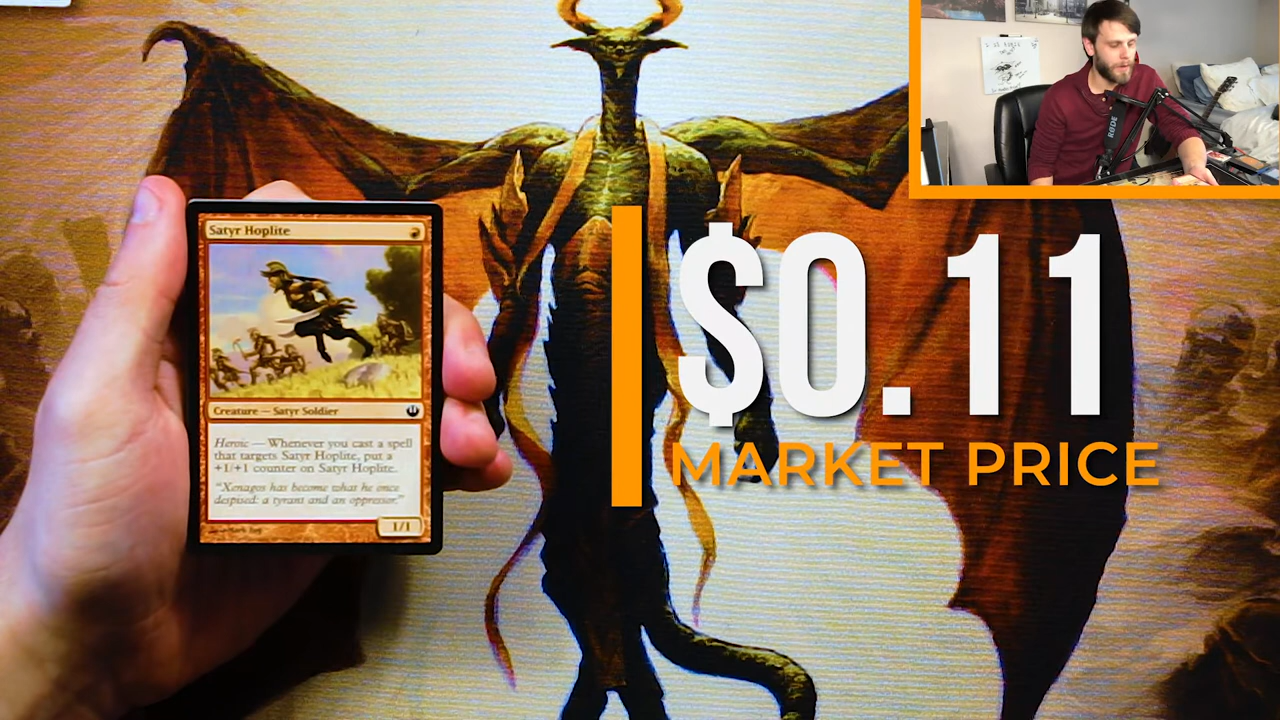 Satyr Hoplite
Creature — Satyr Soldier
Heroic — Whenever you cast a spell
that targets Satyr Hoplite, put a
+1/+1 counter on Satyr Hoplite.
"Xenagos has become what he once
despised: a tyrant and an oppressor."
1/1
$0.11
MARKET PRICE
RØDE